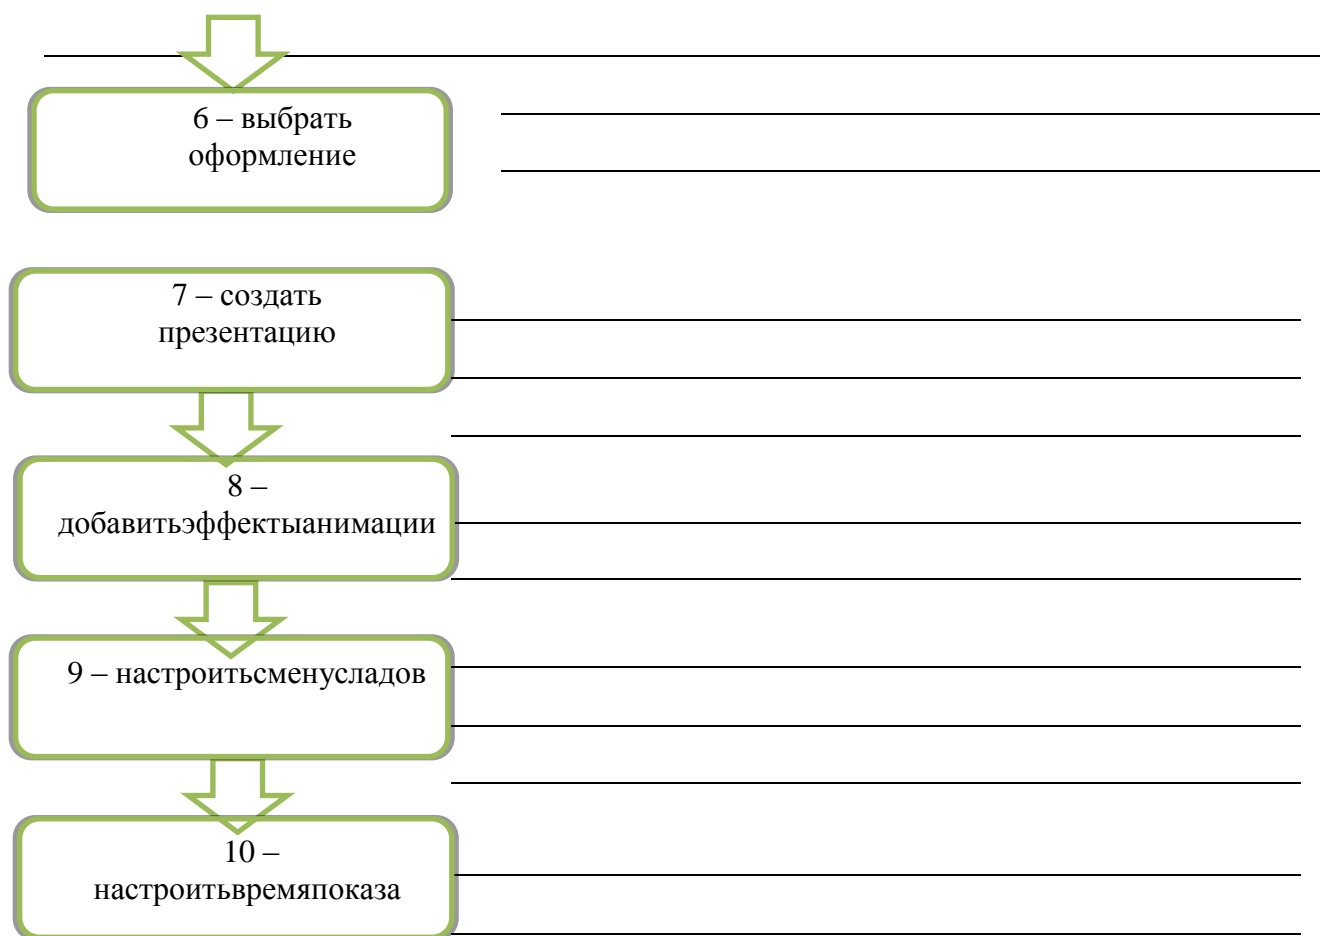 6 – выбрать
оформление
7 – создать
презентацию
8 –
добавитьэффектыанимации
9 – настроитьсменусладов
10 –
настроитьвремяпоказа